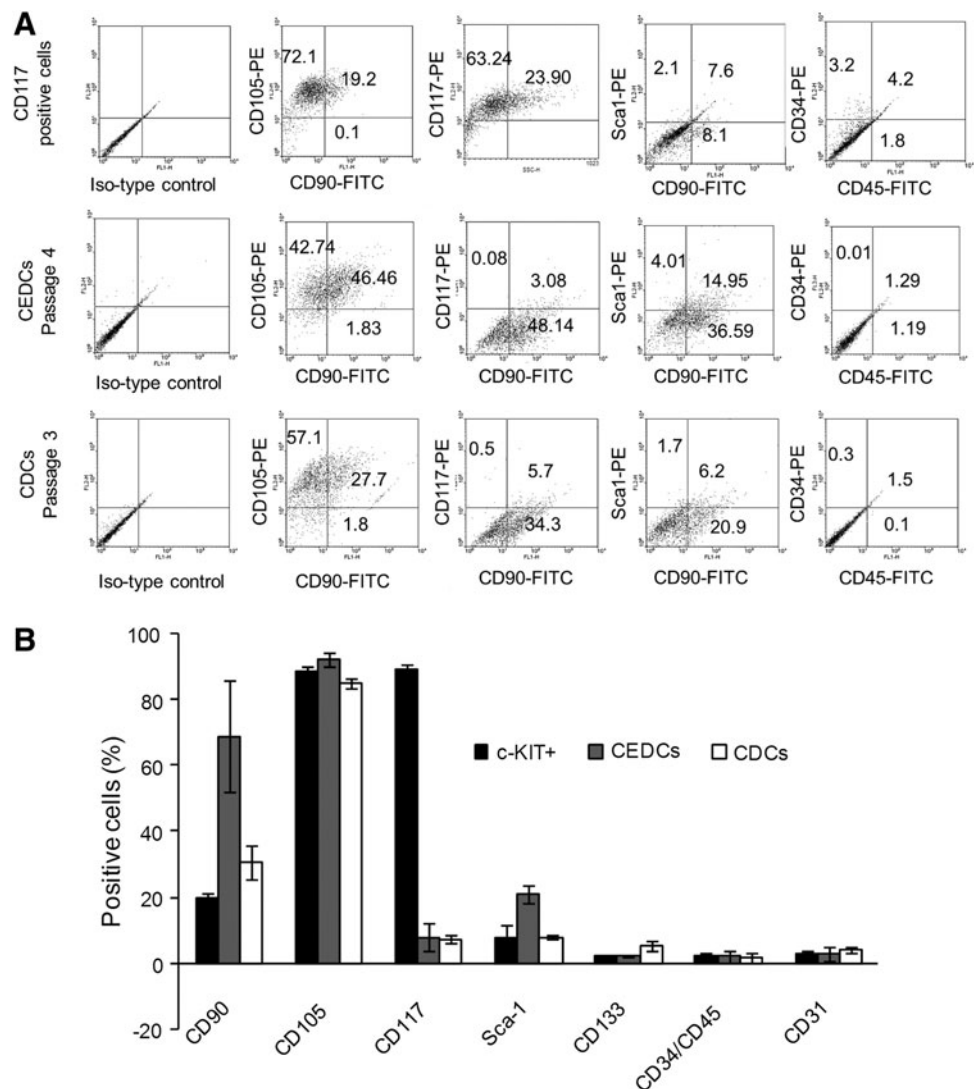 A
CD117
positive cells
Iso-type control
CD105-PE
72.1
19.2
0.1
CD90-FITC
CD117-PE
63.24
23.90
SSC-H
1023
Sca1-PE
2.1
7.6
8.1
CD90-FITC
CD34-PE
3.2
4.2
1.8
CD45-FITC
CEDCs
Passage 4
Iso-type control
CD105-PE
42.74
46.46
1.83
CD90-FITC
CD117-PE
0.08
3.08
48.14
CD90-FITC
Sca1-PE
4.01
14.95
36.59
CD90-FITC
CD34-PE
0.01
1.29
1.19
CD45-FITC
CDCs
Passage 3
Iso-type control
CD105-PE
57.1
27.7
1.8
CD90-FITC
CD117-PE
0.5
5.7
34.3
CD90-FITC
Sca1-PE
1.7
6.2
20.9
CD90-FITC
CD34-PE
0.3
1.5
0.1
CD45-FITC
B
Positive cells (%)
100
80
60
40
20
0
-20
c-KIT+ CEDCs CDCs
CD90
CD105
CD117
Sca-1
CD133
CD34/CD45
CD31